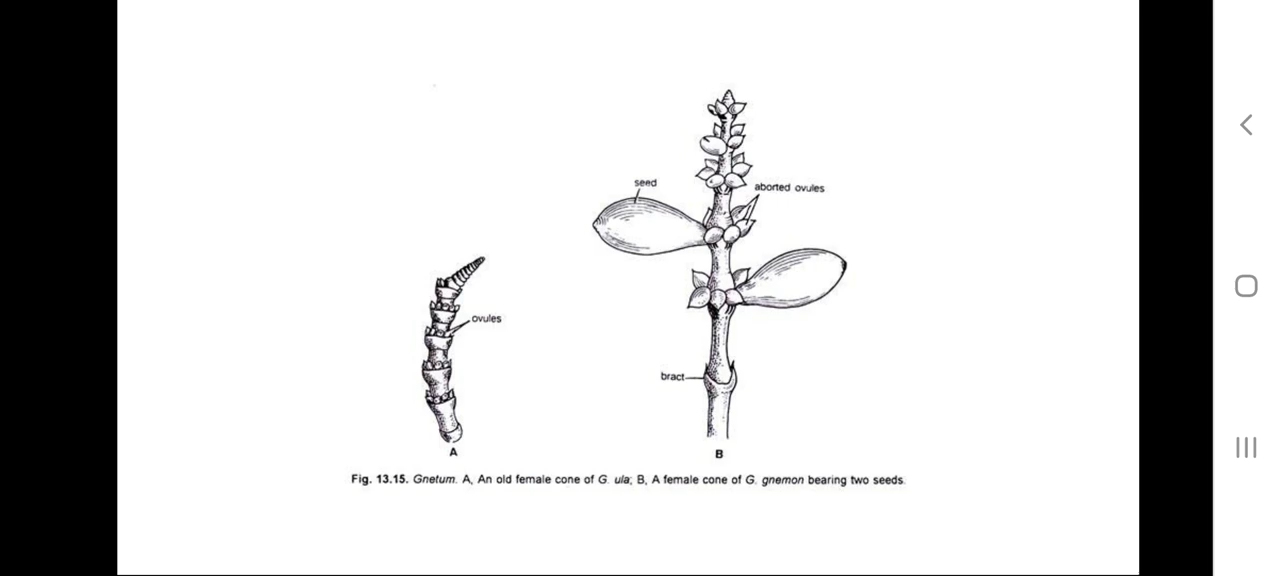 seed
aborted ovules
ovules
bract
A
B
Fig. 13.15. Gnetum. A, An old female cone of G. ula; B, A female cone of G. gnemon bearing two seeds.